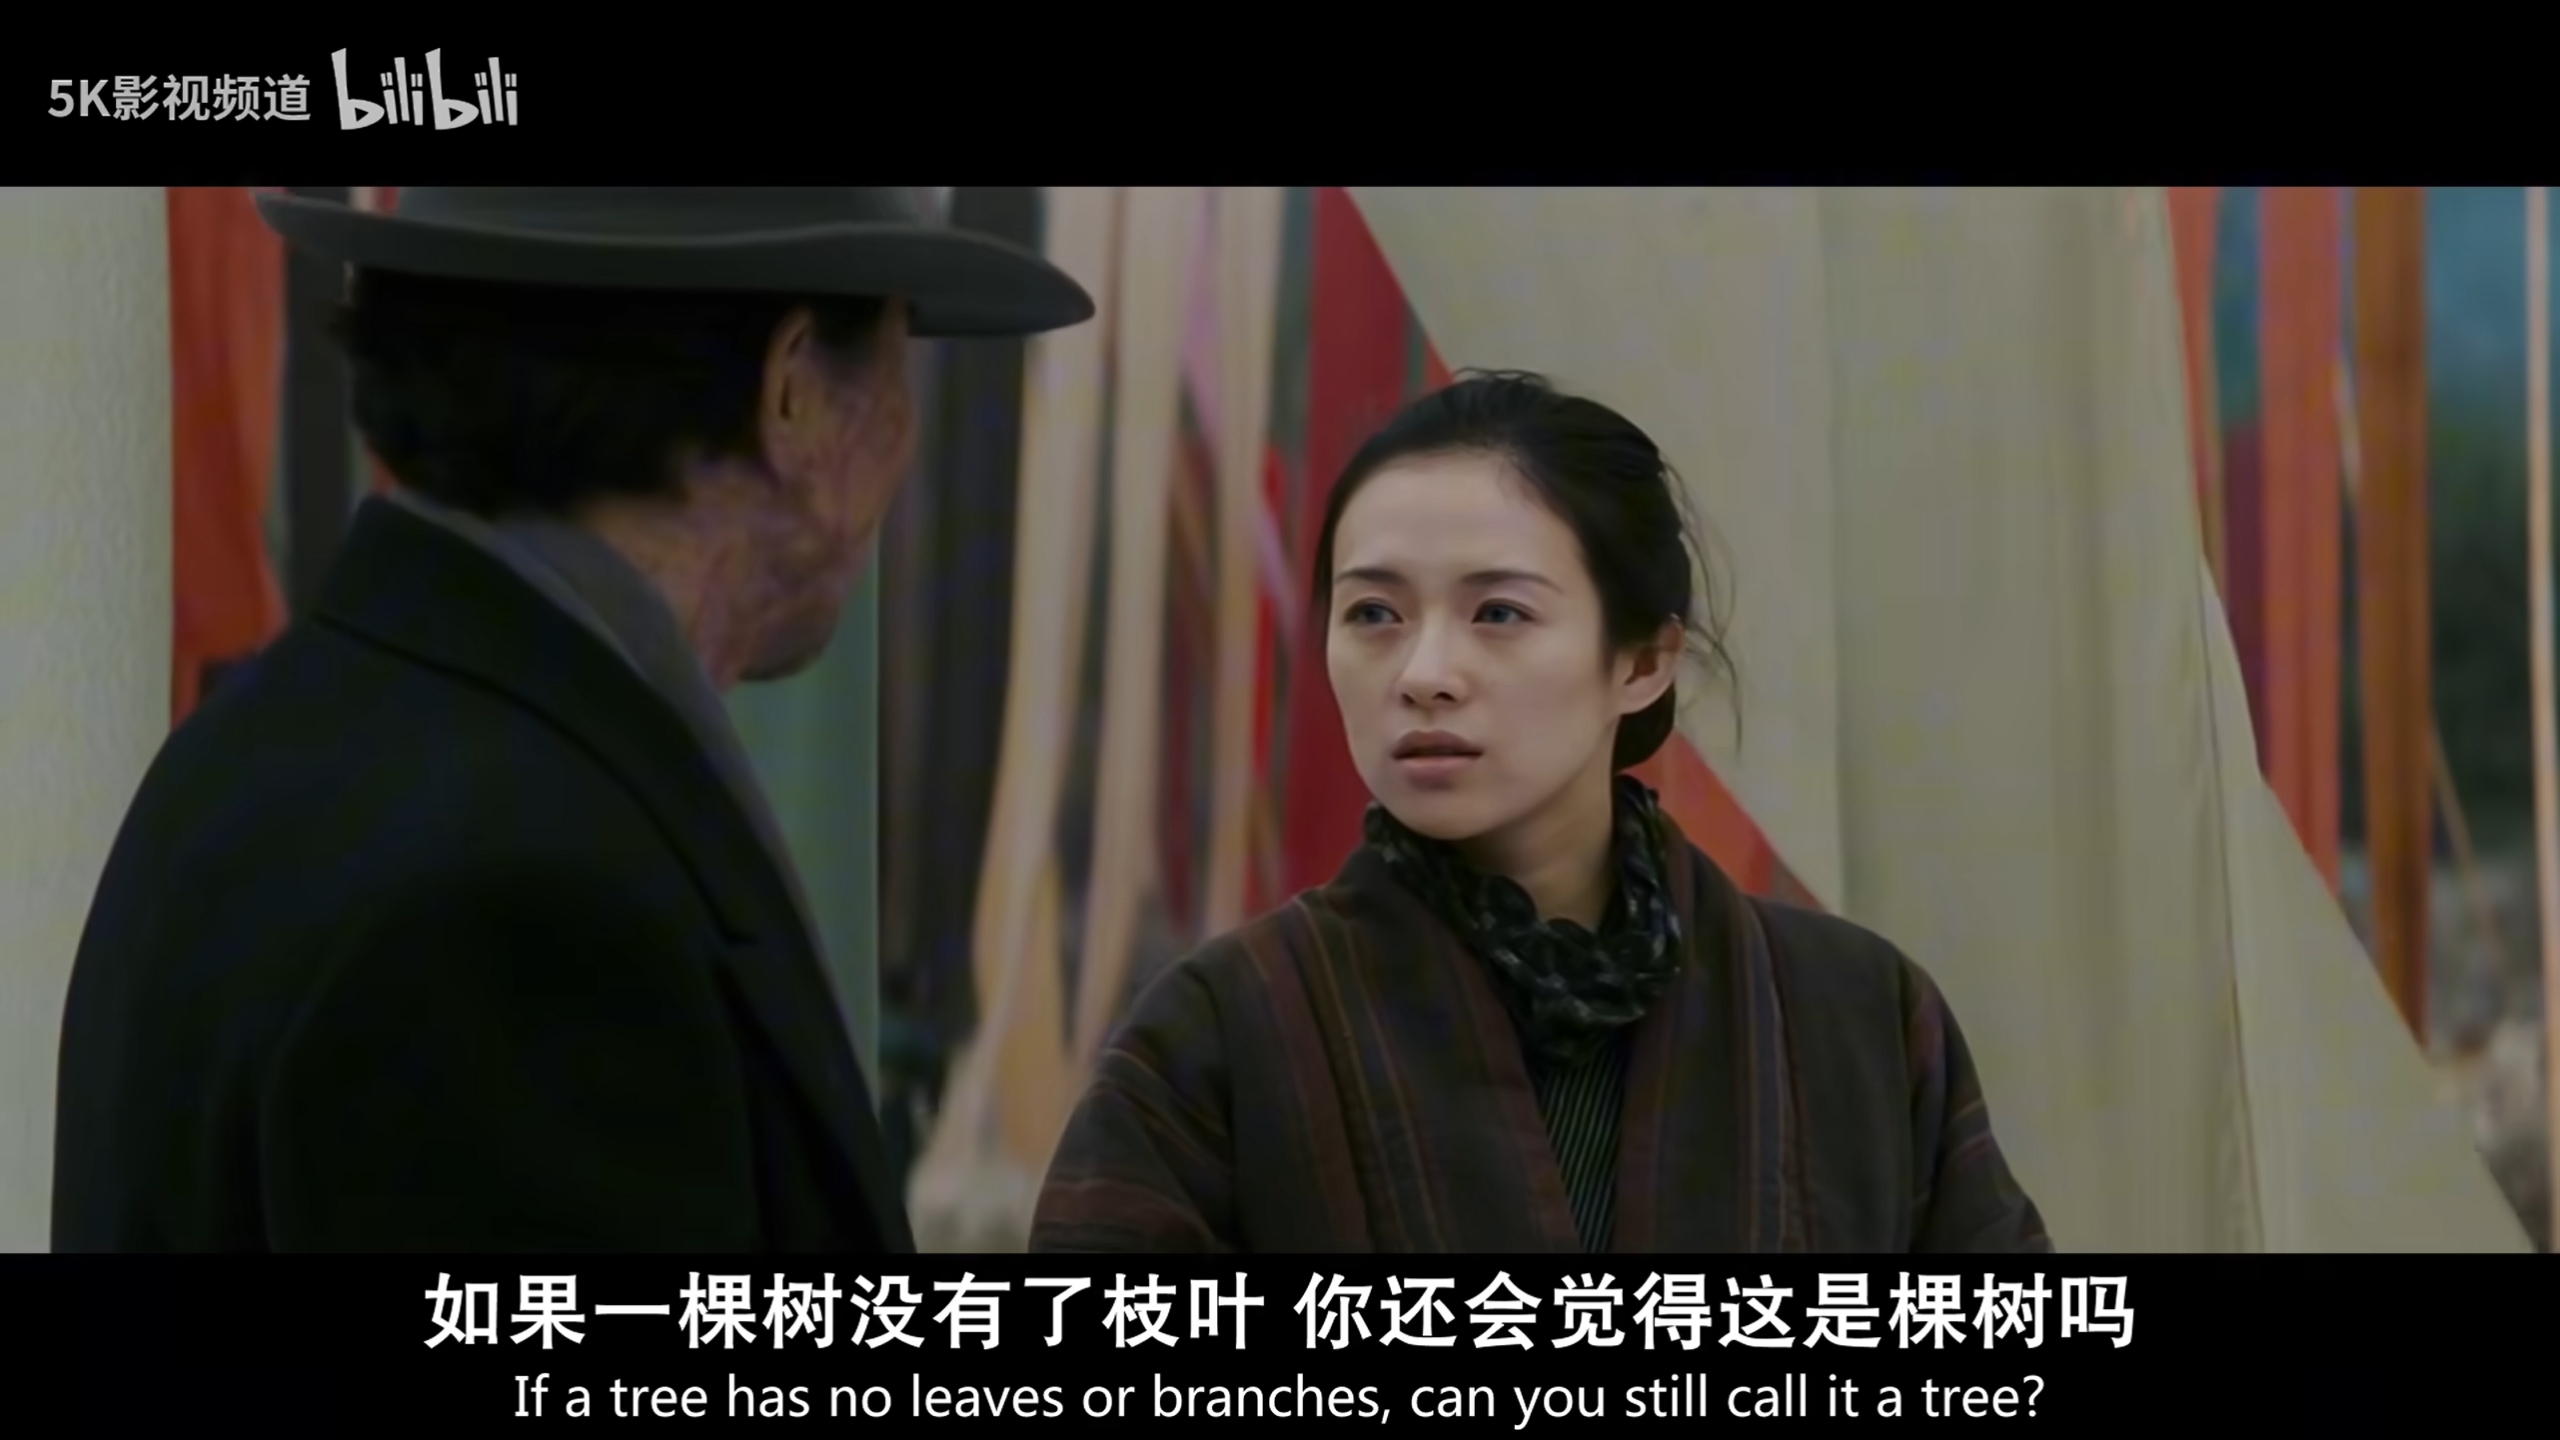 5K影视频道 bilibili
如果一棵树没有了枝叶 你还会觉得这是棵树吗
If a tree has no leaves or branches, can you still call it a tree?